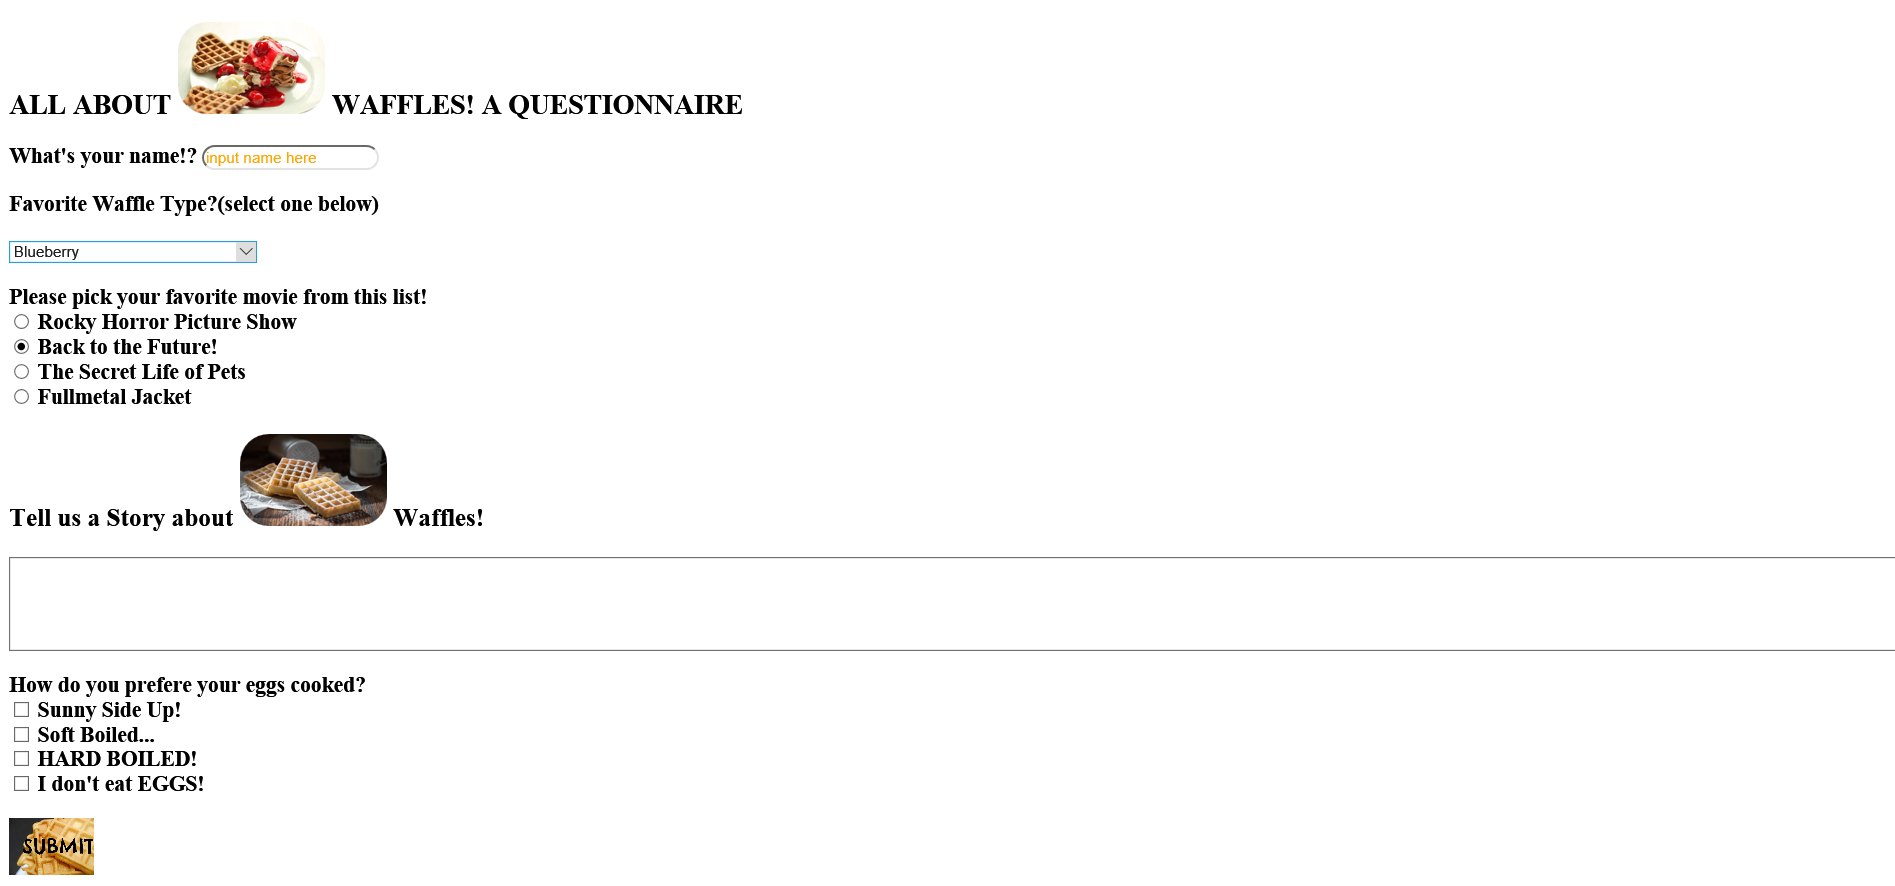 ALL ABOUT WAFFLES! A QUESTIONNAIRE
What's your name!? input name here
Favorite Waffle Type?(select one below)
Blueberry
Please pick your favorite movie from this list!
Rocky Horror Picture Show
Back to the Future!
The Secret Life of Pets
Fullmetal Jacket
Tell us a Story about Waffles!
How do you prefere your eggs cooked?
Sunny Side Up!
Soft Boiled...
HARD BOILED!
I don't eat EGGS!
SUBMIT